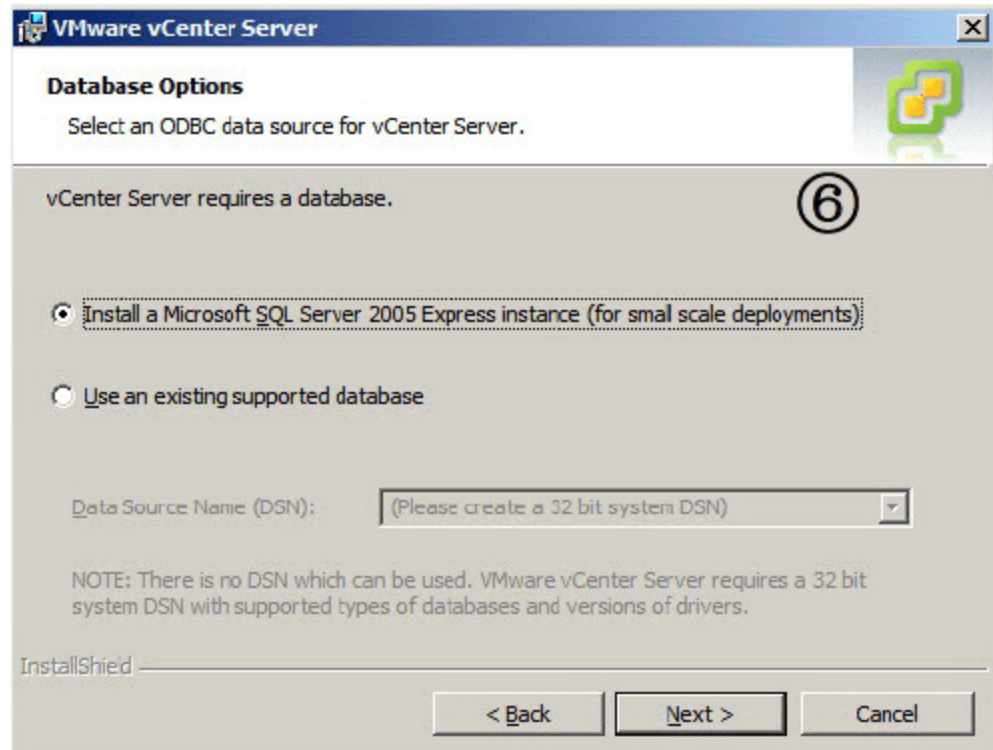 VMware vCenter Server
Database Options
Select an ODBC data source for vCenter Server.
vCenter Server requires a database.
⑥
Install a Microsoft SQL Server 2005 Express instance (for small scale deployments)
Use an existing supported database
Data Source Name (DSN): (Please create a 32 bit system DSN)
NOTE: There is no DSN which can be used. VMware vCenter Server requires a 32 bit
system DSN with supported types of databases and versions of drivers.
InstallShield
< Back Next > Cancel